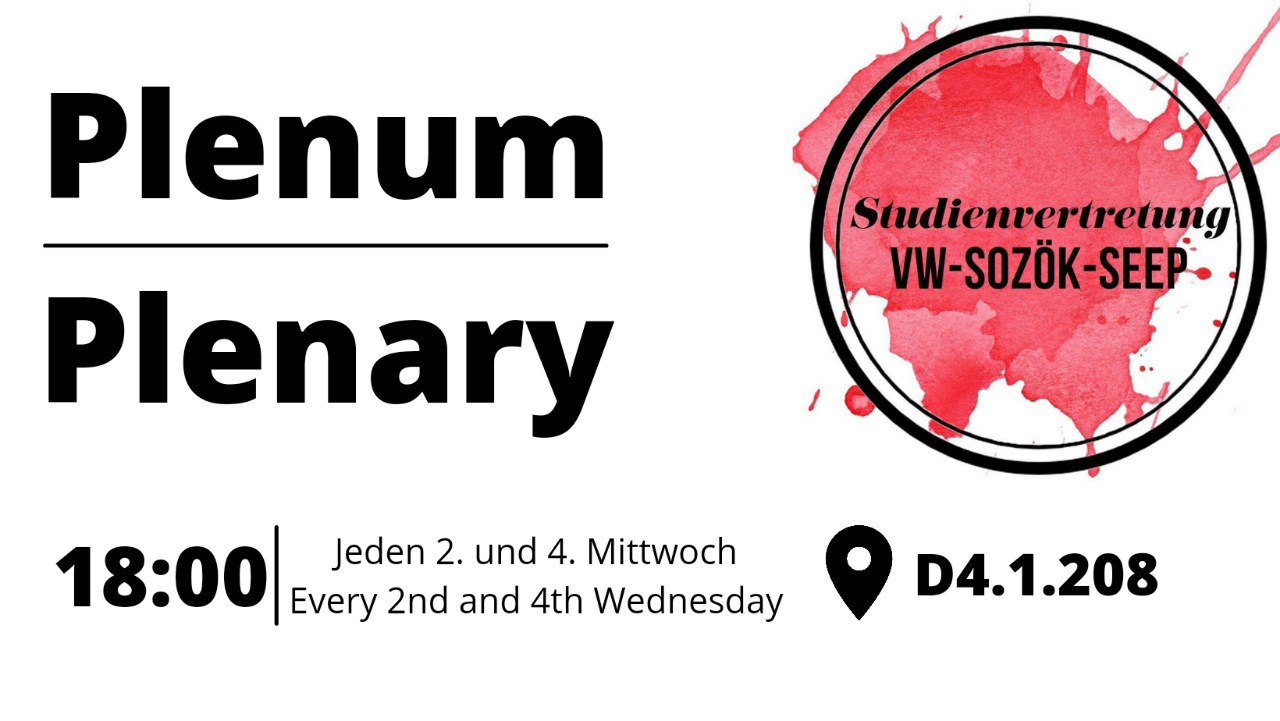 Plenum
Plenary
Studienvertretung
VW-SOZÖK-SEEP
18:00
Jeden 2. und 4. Mittwoch
Every 2nd and 4th Wednesday
D4.1.208